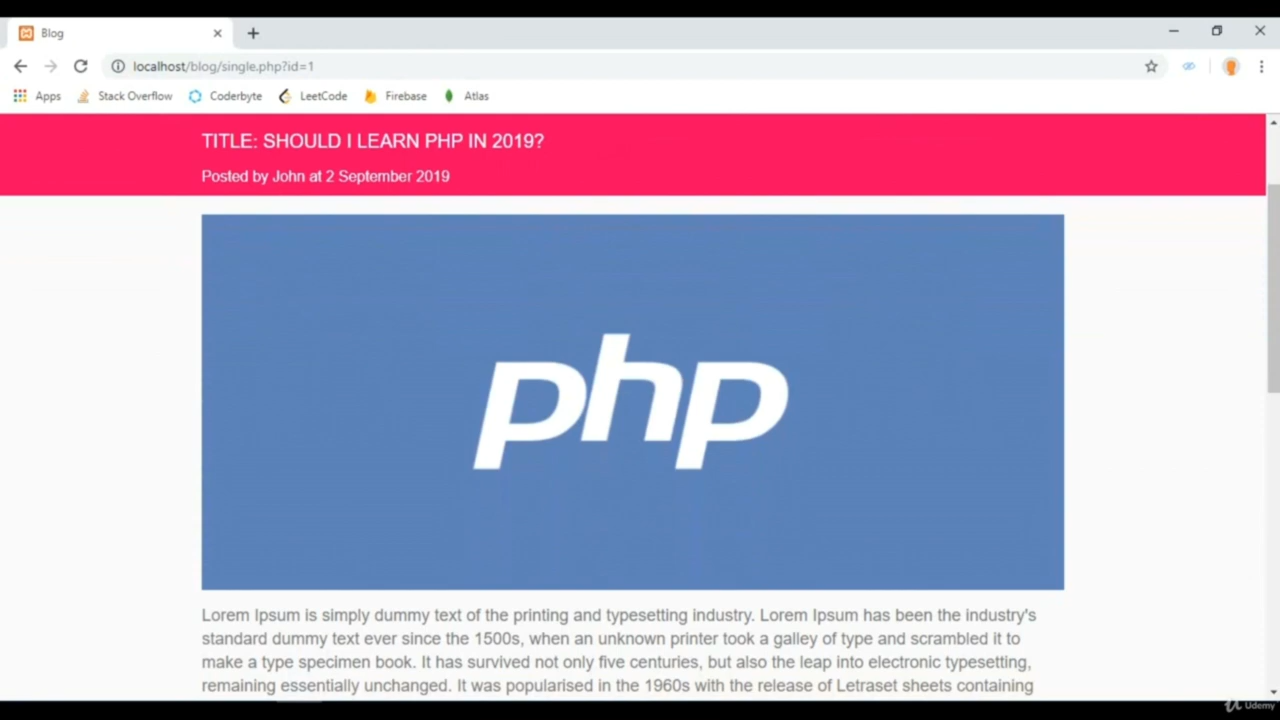 Blog
localhost/blog/single.php?id=1
Apps Stack Overflow Coderbyte LeetCode Firebase Atlas
TITLE: SHOULD I LEARN PHP IN 2019?
Posted by John at 2 September 2019
php
Lorem Ipsum is simply dummy text of the printing and typesetting industry. Lorem Ipsum has been the industry's
standard dummy text ever since the 1500s, when an unknown printer took a galley of type and scrambled it to
make a type specimen book. It has survived not only five centuries, but also the leap into electronic typesetting,
remaining essentially unchanged. It was popularised in the 1960s with the release of Letraset sheets containing
Udemy